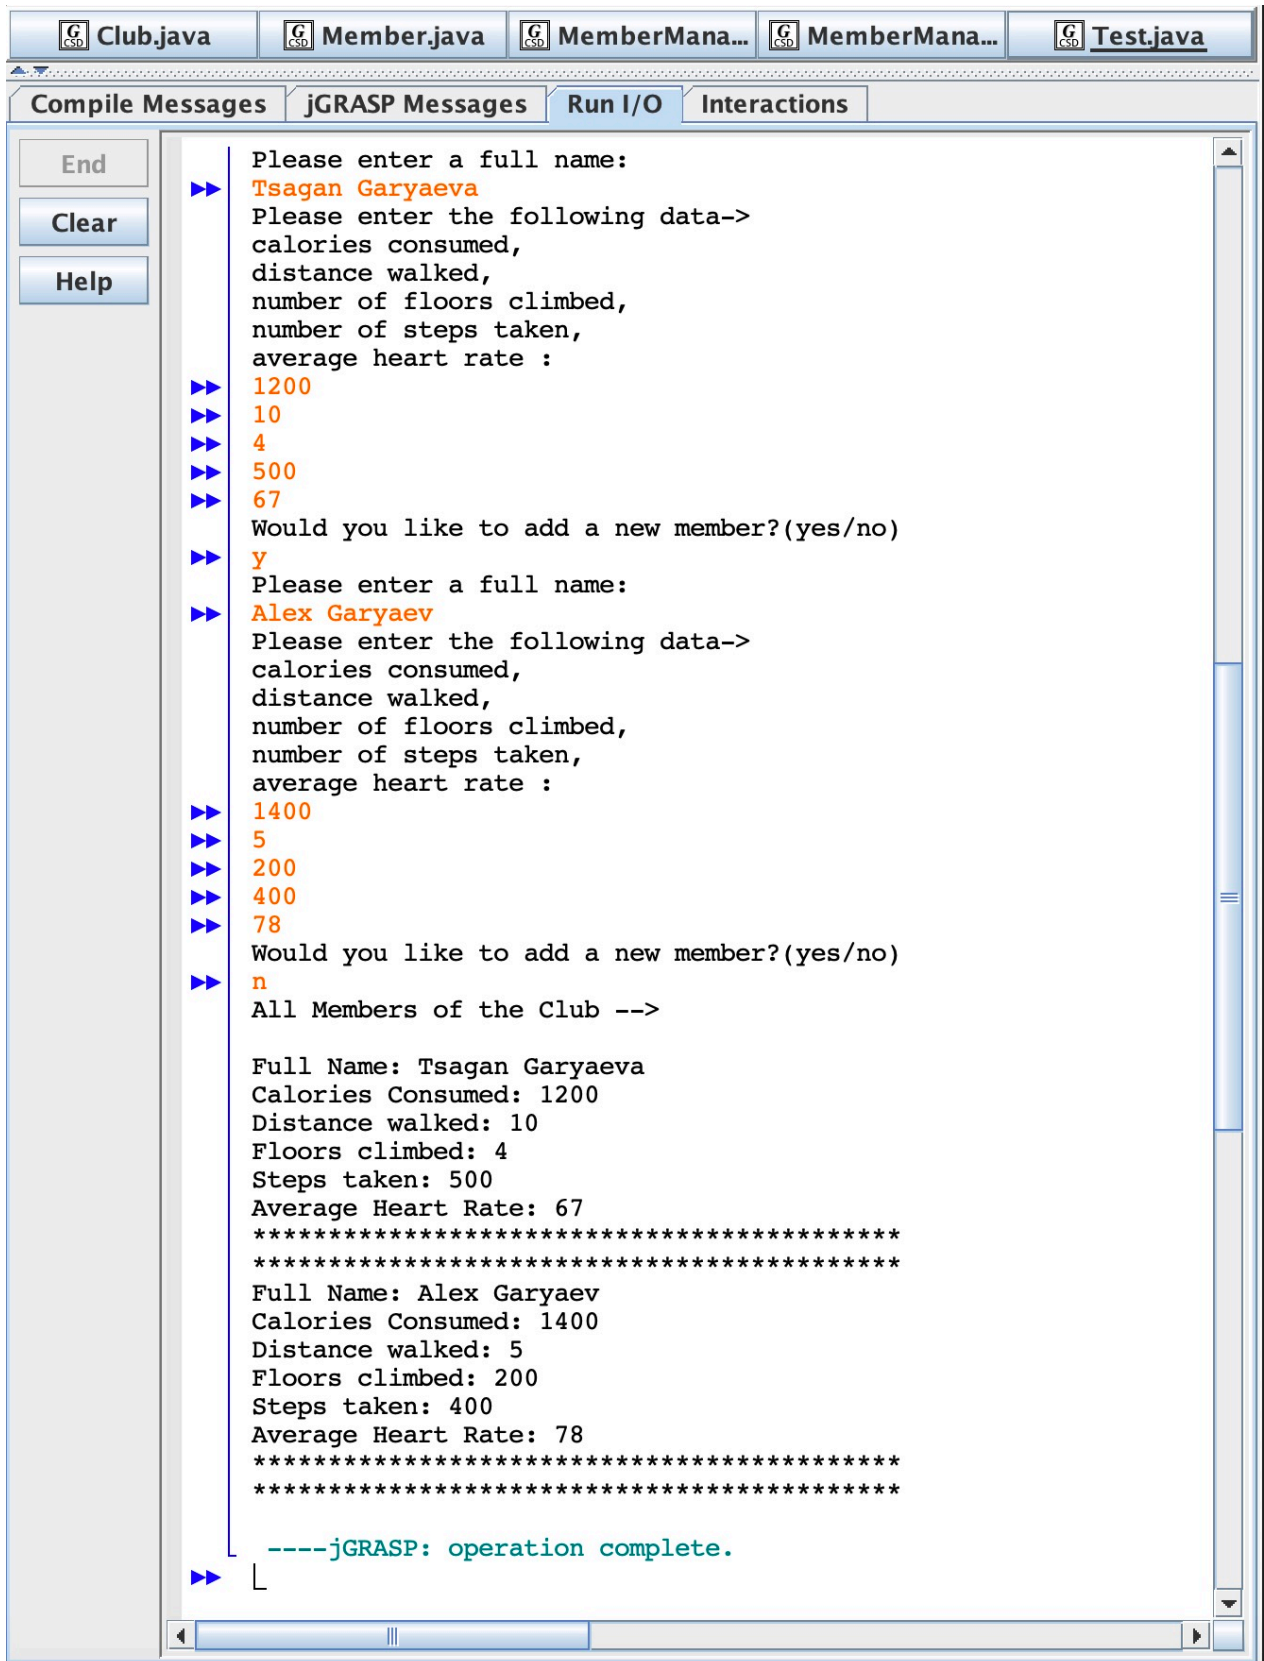 Club.java Member.java MemberMana... MemberMana... Test.java
Compile Messages jGRASP Messages Run I/O Interactions
End
Clear
Help
Please enter a full name:
Tsagan Garyaeva
Please enter the following data->
calories consumed,
distance walked,
number of floors climbed,
number of steps taken,
average heart rate :
1200
10
4
500
67
Would you like to add a new member?(yes/no)
y
Please enter a full name:
Alex Garyaev
Please enter the following data->
calories consumed,
distance walked,
number of floors climbed,
number of steps taken,
average heart rate :
1400
5
200
400
78
Would you like to add a new member?(yes/no)
n
All Members of the Club -->
Full Name: Tsagan Garyaeva
Calories Consumed: 1200
Distance walked: 10
Floors climbed: 4
Steps taken: 500
Average Heart Rate: 67
*******************************************
*******************************************
Full Name: Alex Garyaev
Calories Consumed: 1400
Distance walked: 5
Floors climbed: 200
Steps taken: 400
Average Heart Rate: 78
*******************************************
*******************************************
----jGRASP: operation complete.